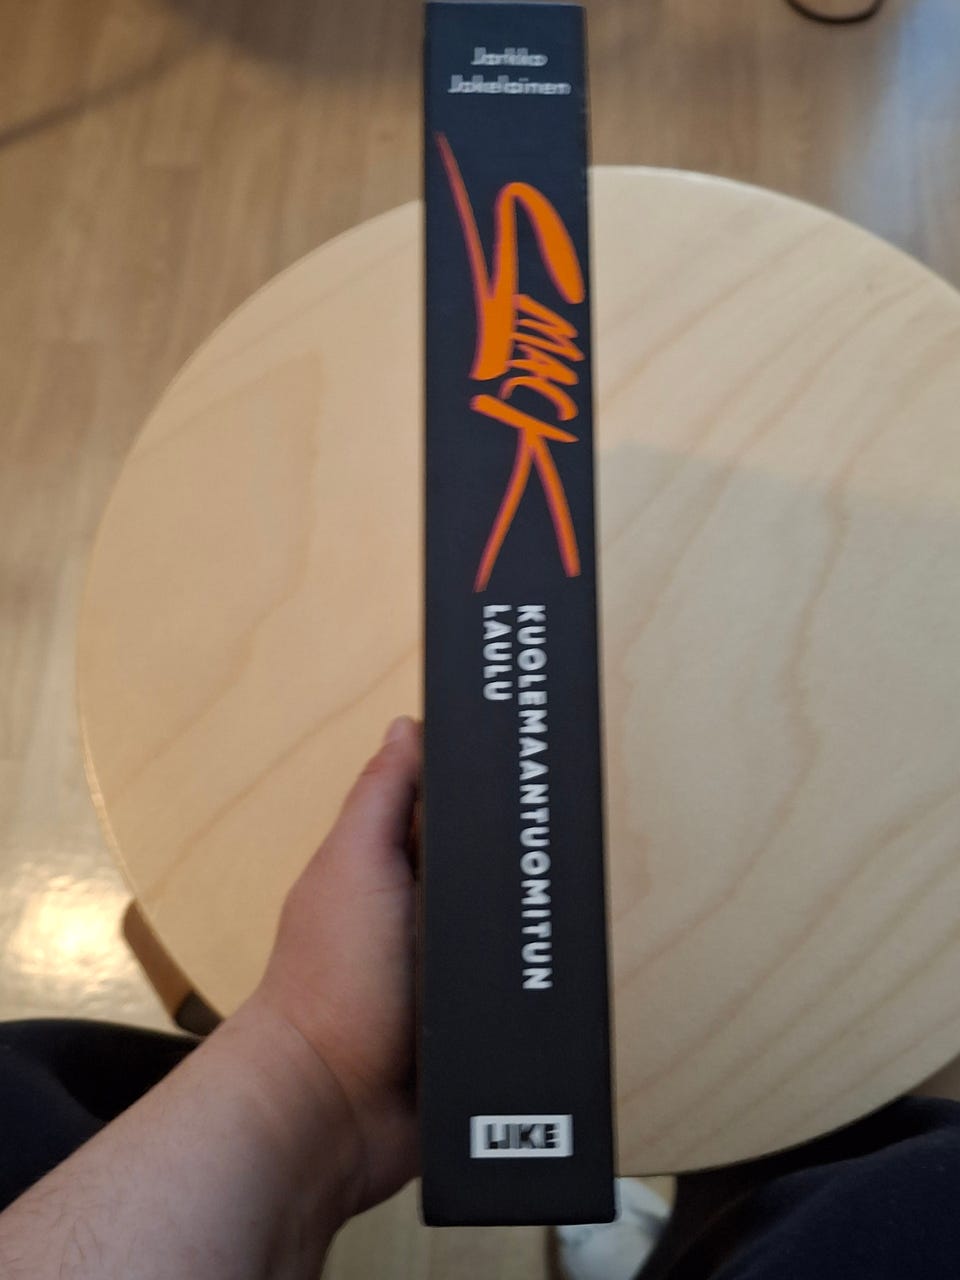 Jarkko
Jokelainen
SMACK
KUOLEMAANTUOMITUN
LAULU
LIKE